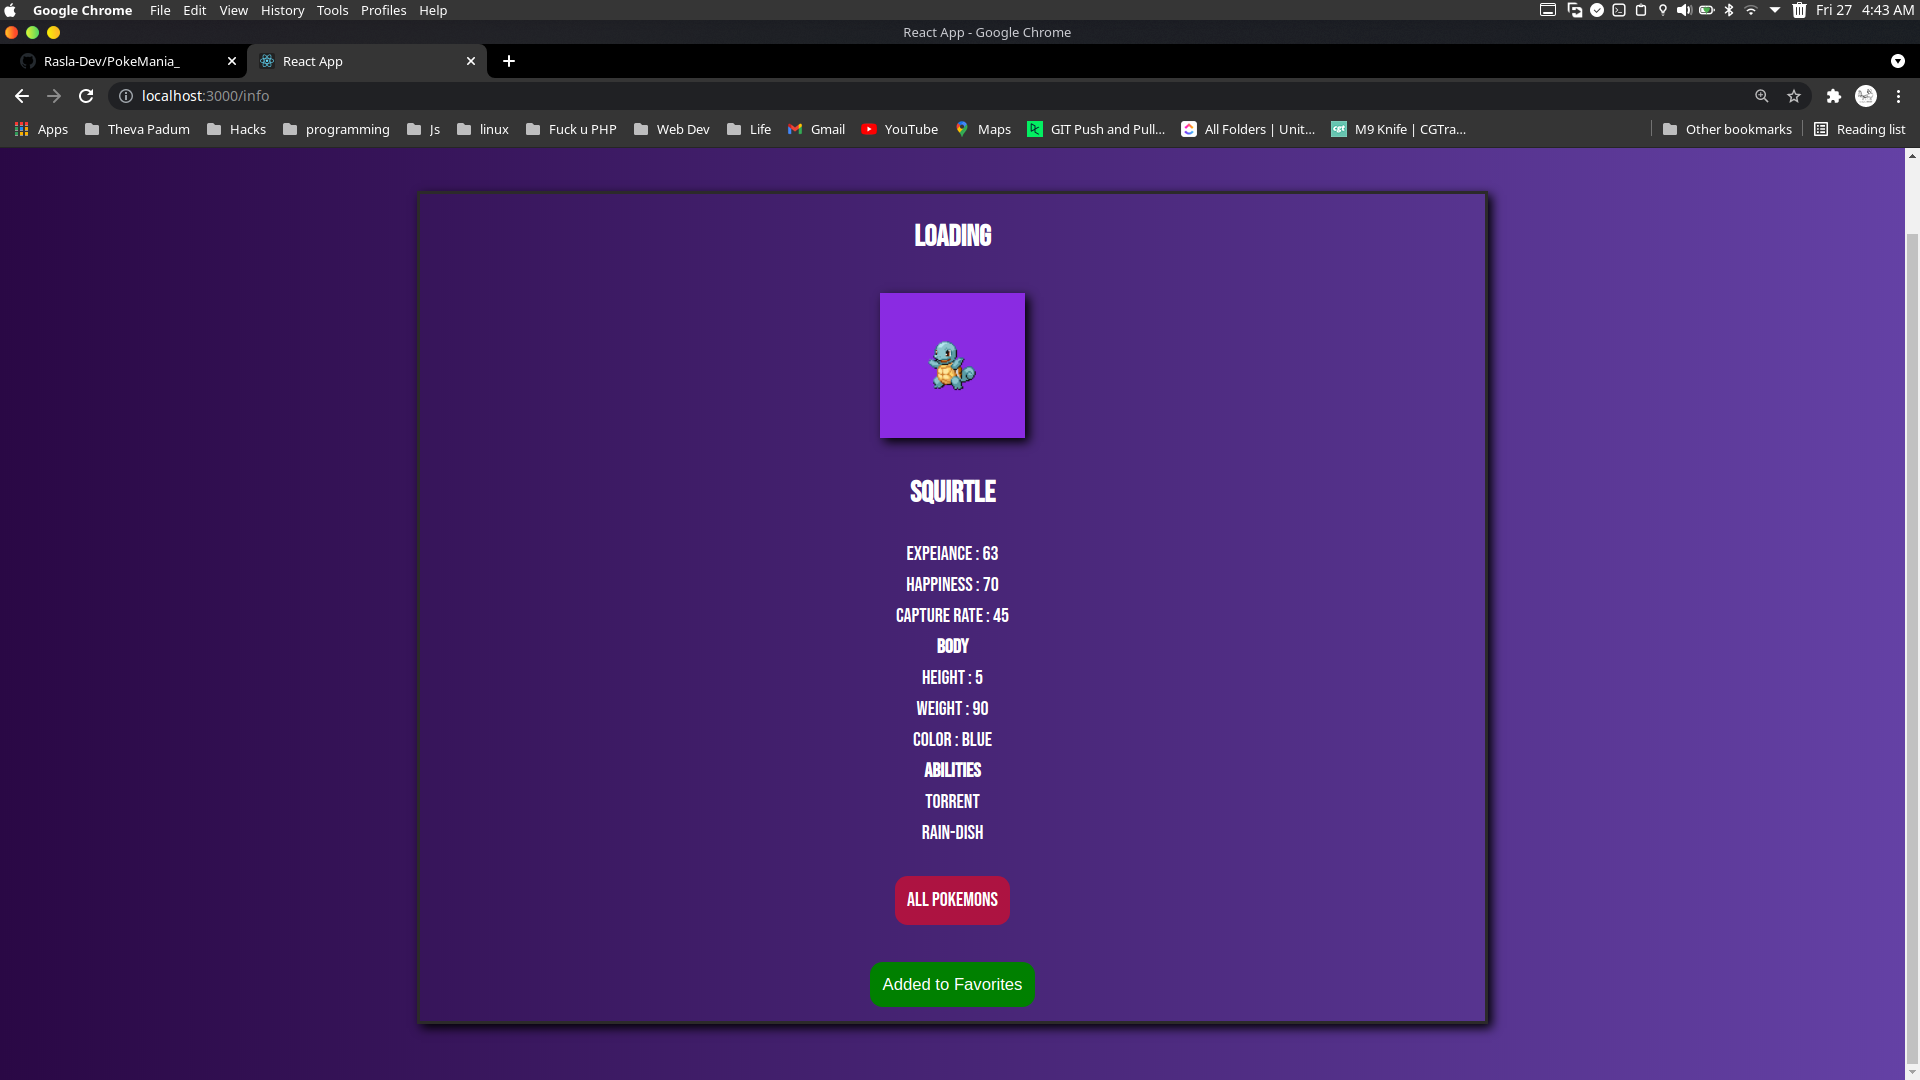 Google Chrome File Edit View History Tools Profiles Help Fri 27 4:43 AM
React App - Google Chrome
Rasla-Dev/PokeMania_ React App
localhost:3000/info
Apps Theva Padum Hacks programming Js linux Fuck u PHP Web Dev Life Gmail YouTube Maps GIT Push and Pull... All Folders | Unit... cgt M9 Knife | CGTra... Other bookmarks Reading list
LOADING
SQUIRTLE
EXPEIANCE : 63
HAPPINESS : 70
CAPTURE RATE : 45
BODY
HEIGHT : 5
WEIGHT : 90
COLOR : BLUE
ABILITIES
TORRENT
RAIN-DISH
ALL POKEMONS
Added to Favorites